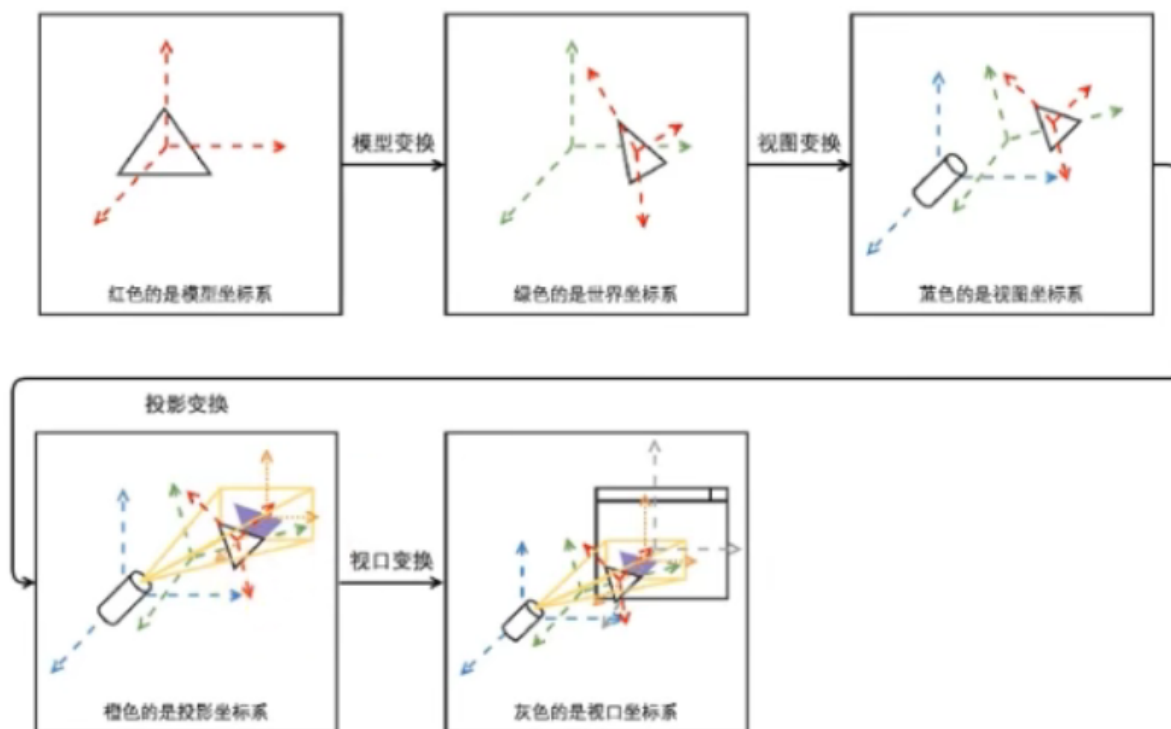 模型变换
视图变换
红色的是模型坐标系
绿色的是世界坐标系
蓝色的是视图坐标系
投影变换
视口变换
橙色的是投影坐标系
灰色的是视口坐标系